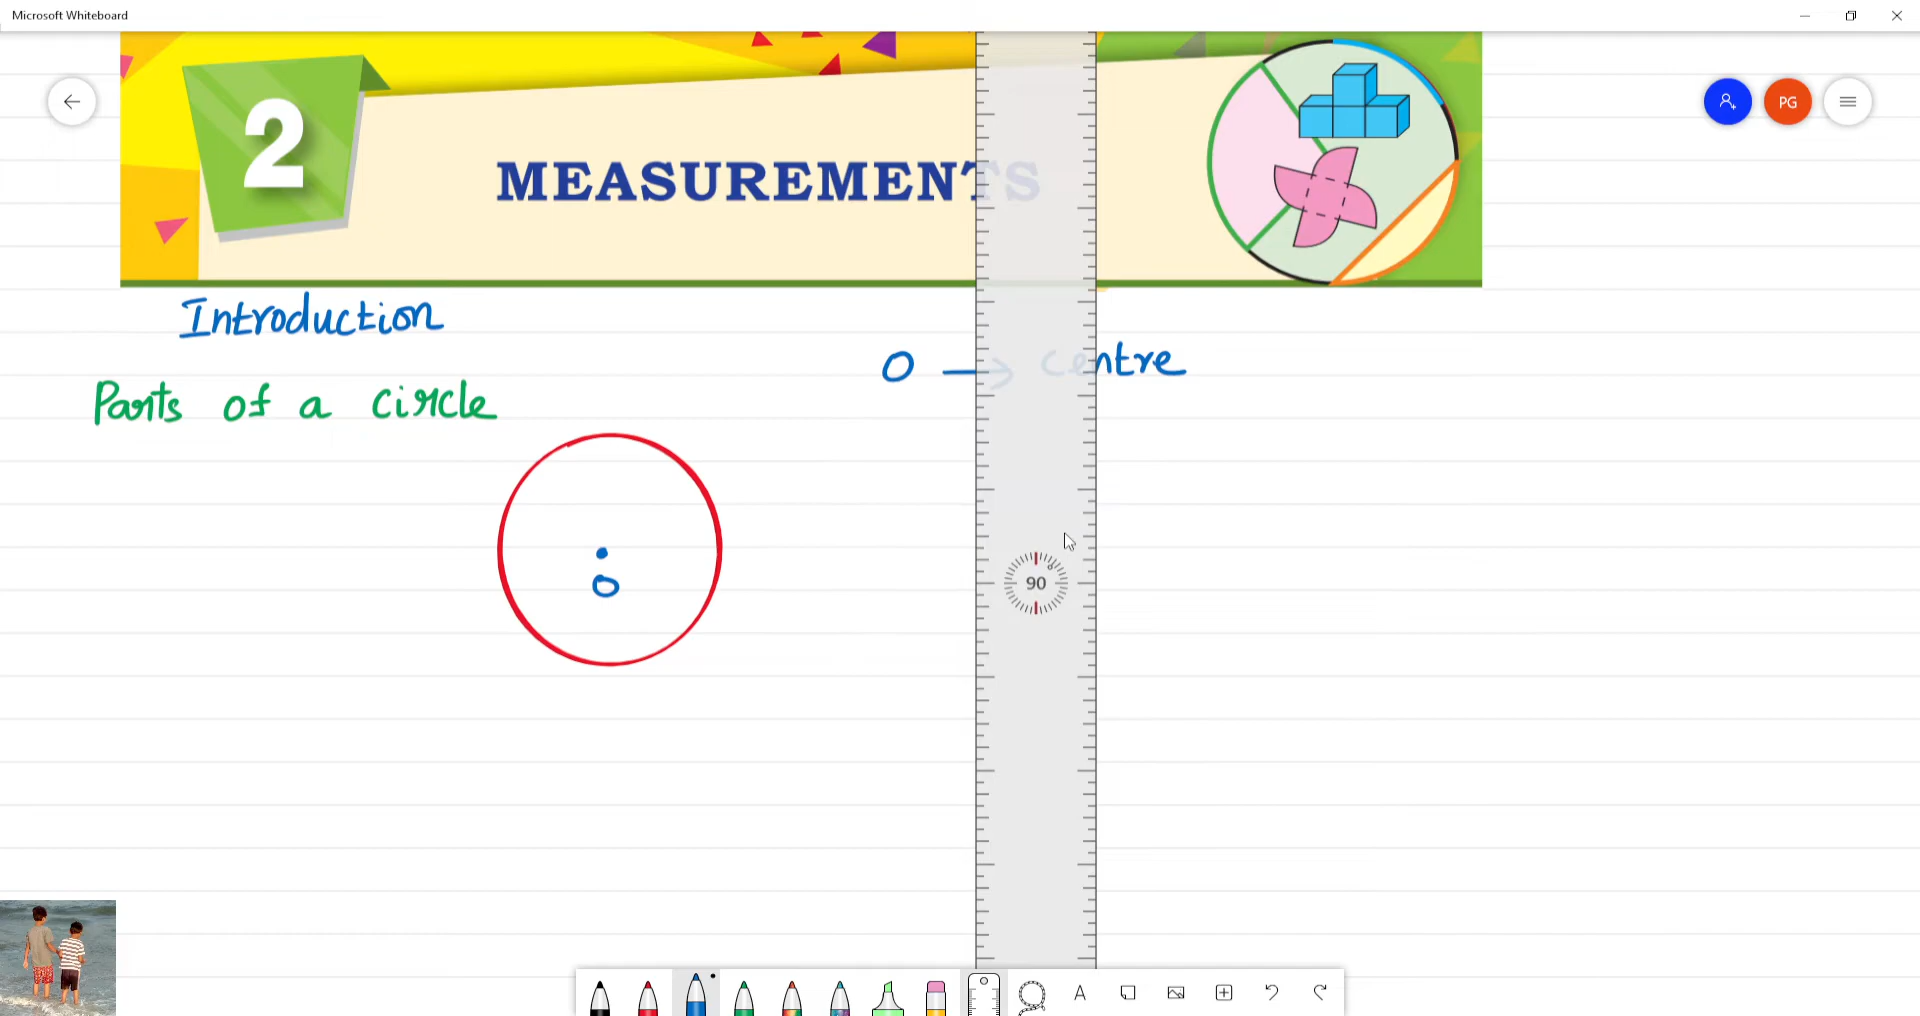 Microsoft Whiteboard
2
MEASUREMENTS
PG
Introduction
O → Centre
Parts of a circle
O
90
A